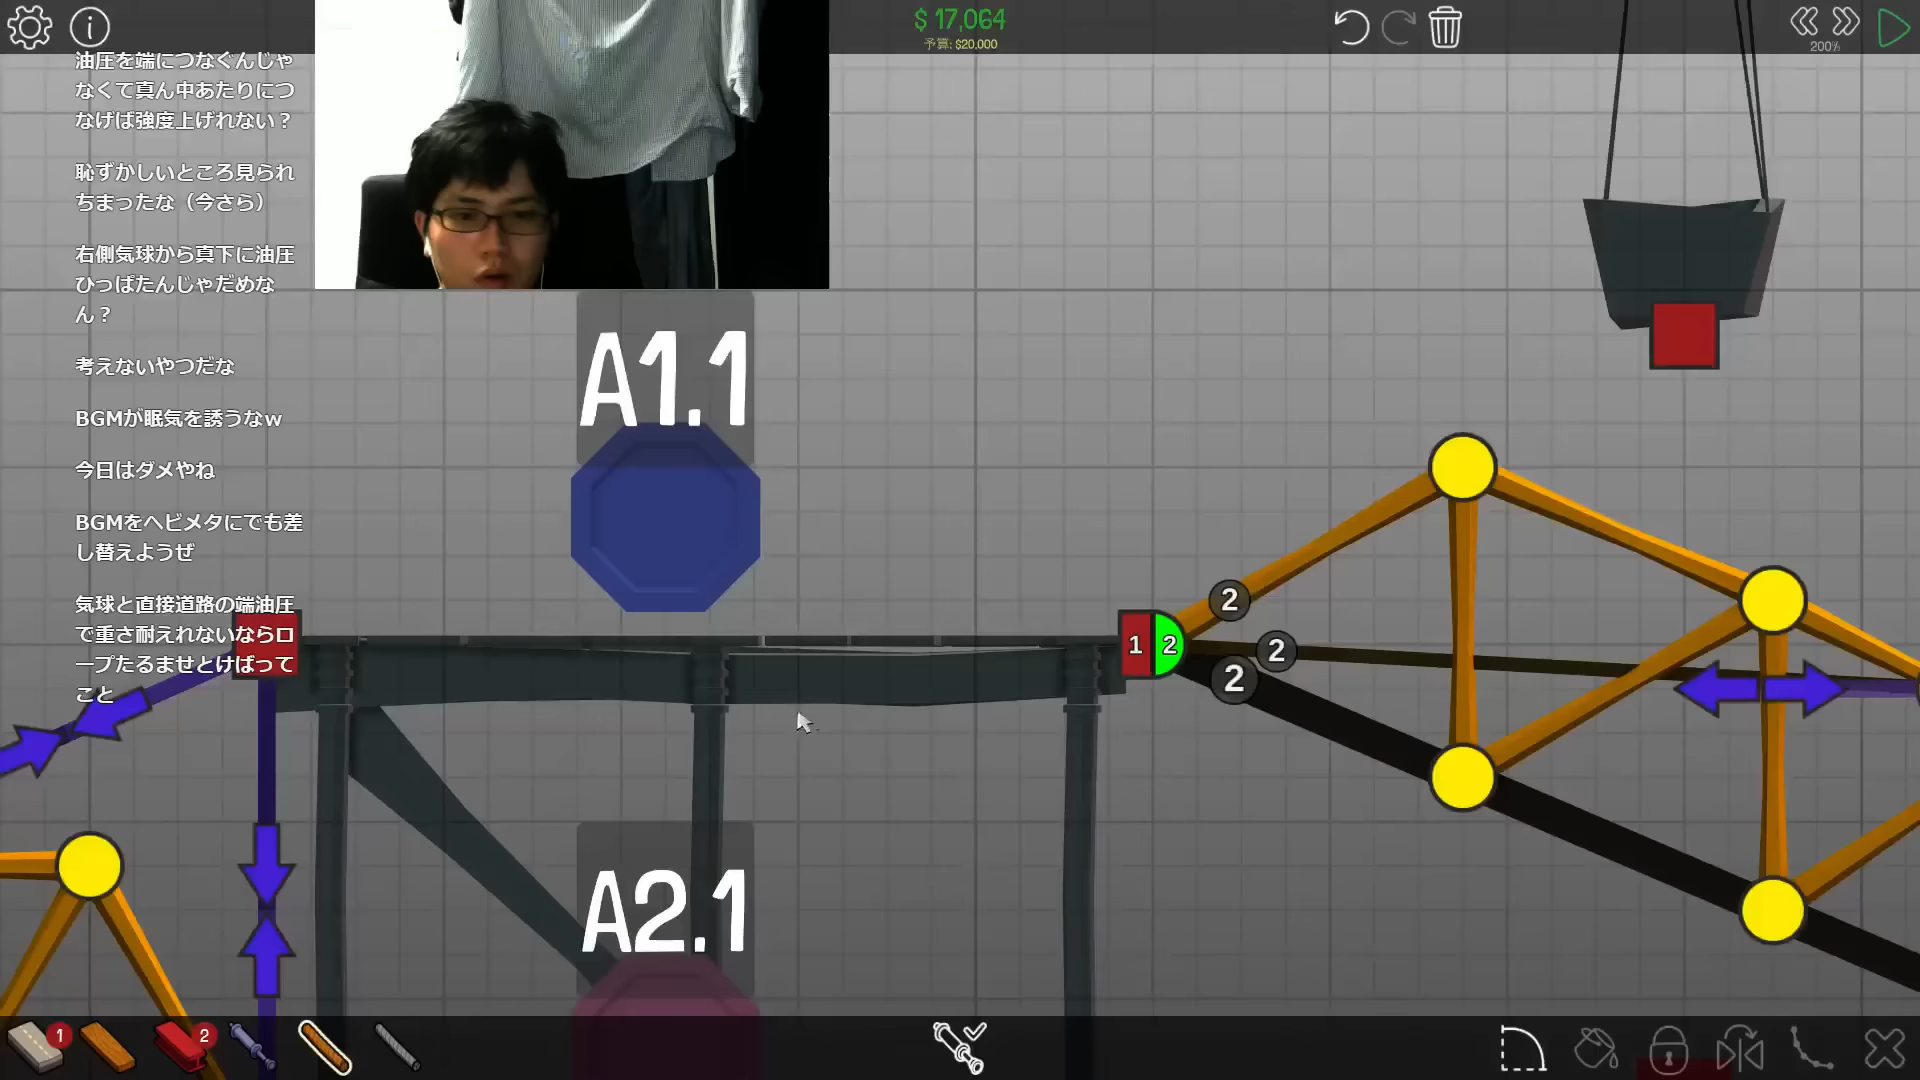 $ 17,064
予算: $20,000
200%
油圧を端につなぐんじゃ
なくて真ん中あたりにつ
なげば強度上げれない？
恥ずかしいところ見られ
ちまったな（今さら）
右側気球から真下に油圧
ひっぱたんじゃだめな
ん？
考えないやつだな
BGMが眠気を誘うなw
今日はダメやね
BGMをヘビメタにでも差
し替えようぜ
気球と直接道路の端油圧
で重さ耐えれないならロ
ープたるませとけばって
こと
A1.1
2
1 2
2
2
A2.1
1
2